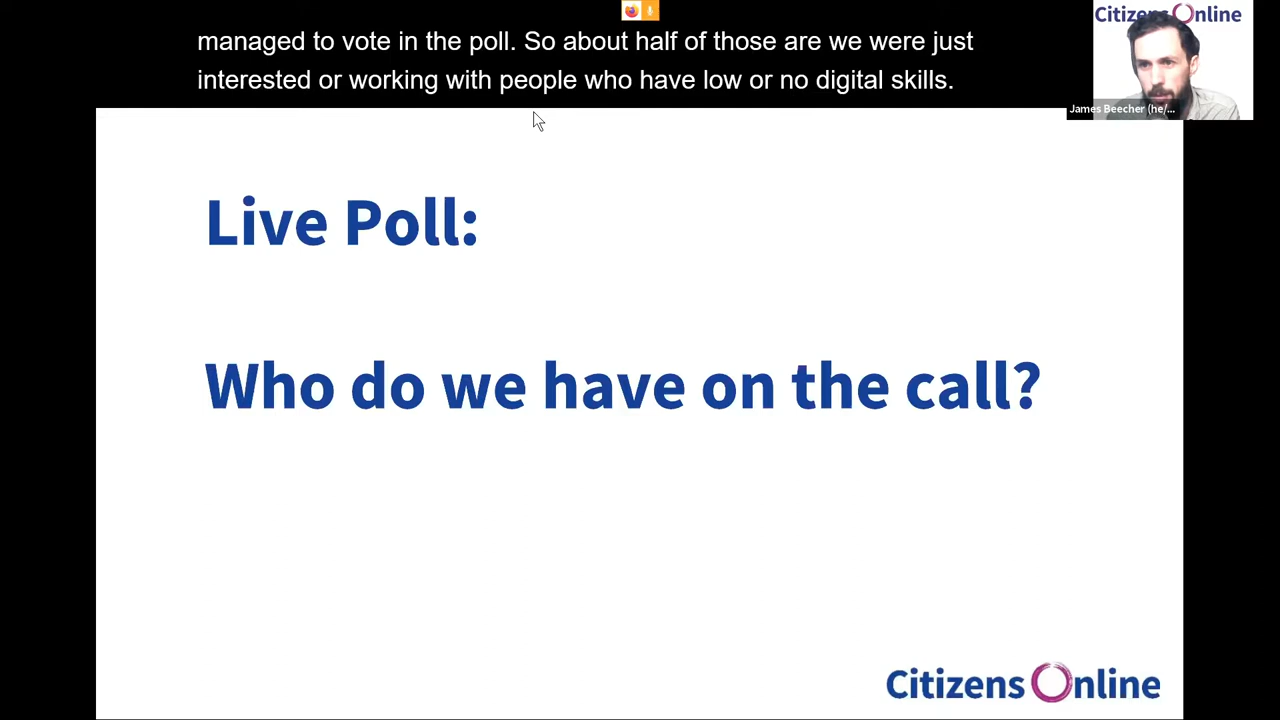 managed to vote in the poll. So about half of those are we were just
interested or working with people who have low or no digital skills.
Citizens Online
James Beecher (he/...
Live Poll:
Who do we have on the call?
Citizens Online